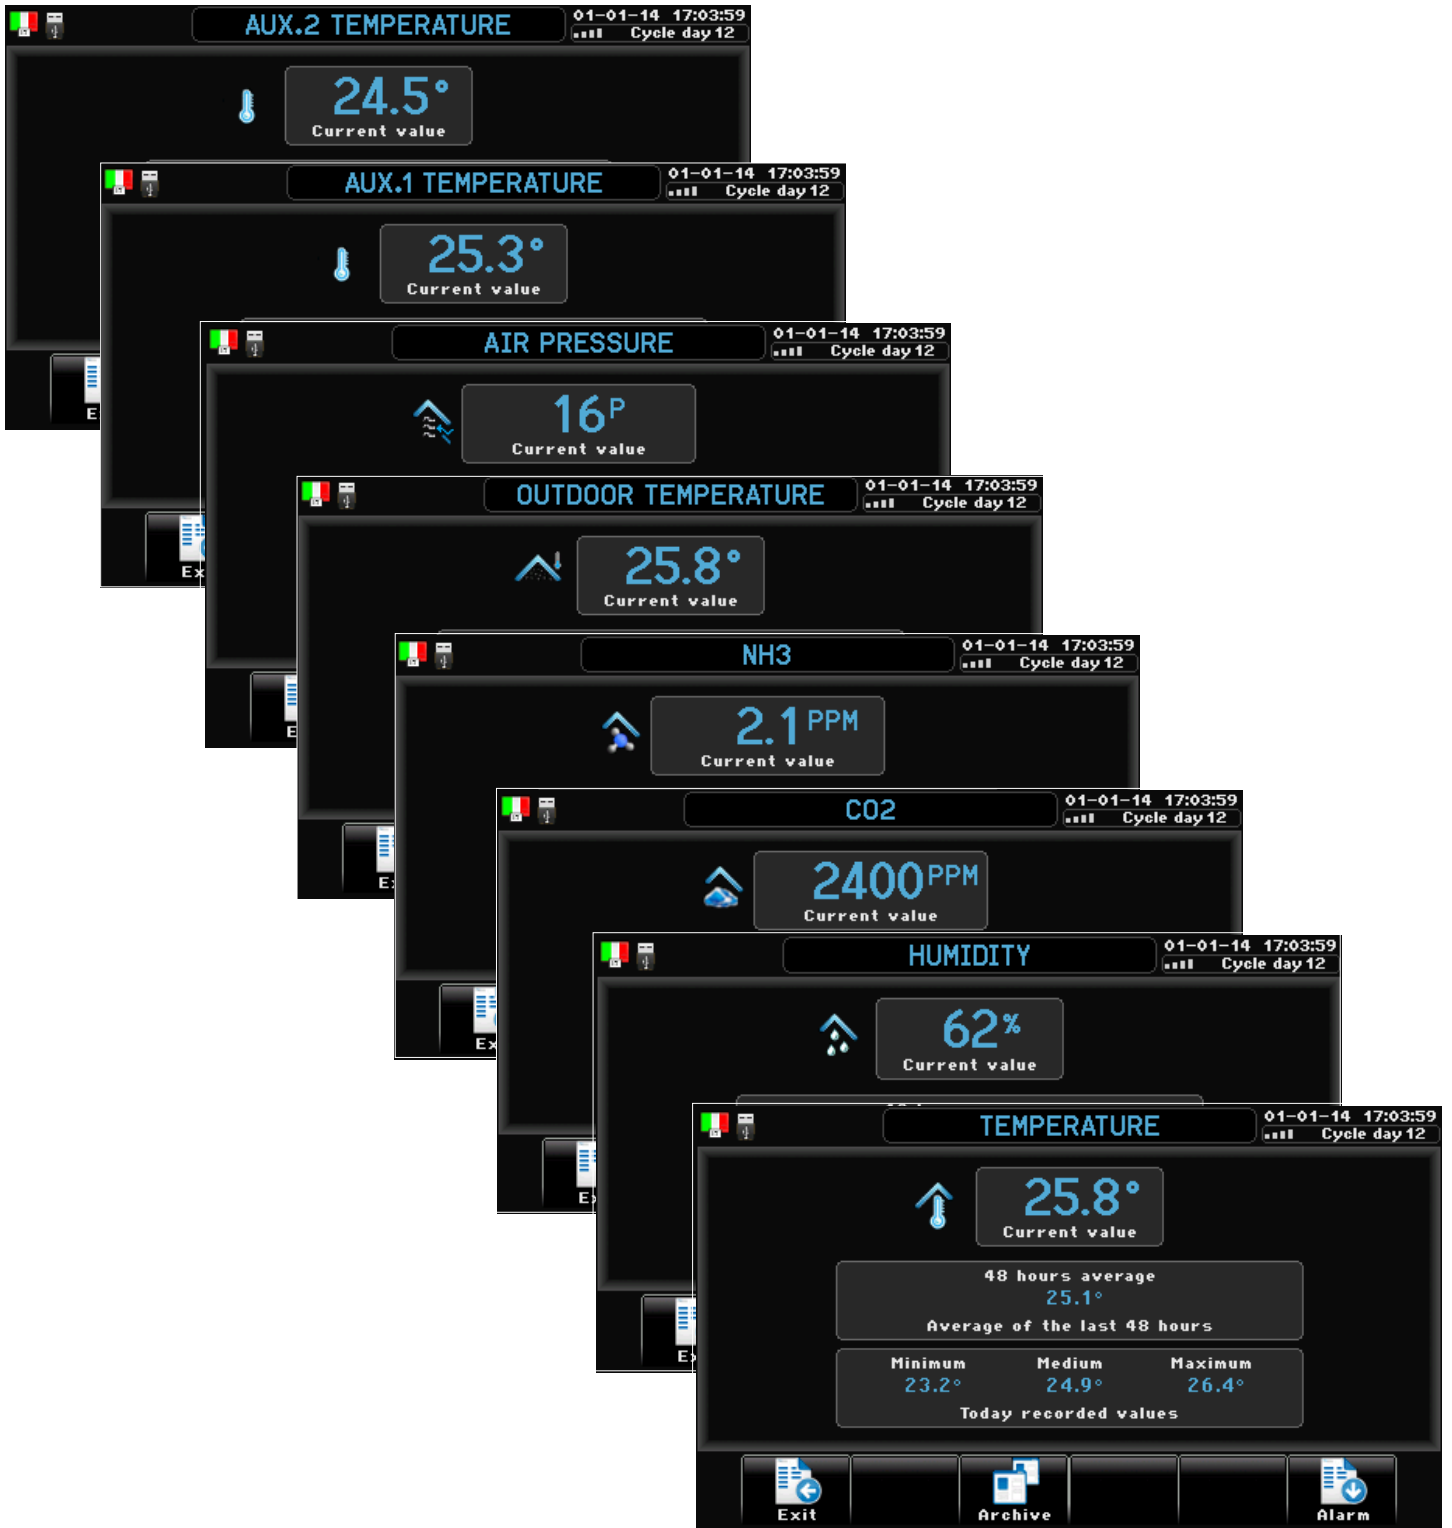 AUX.2 TEMPERATURE
01-01-14 17:03:59
Cycle day 12
24.5°
Current value
AUX.1 TEMPERATURE
01-01-14 17:03:59
Cycle day 12
25.3°
Current value
AIR PRESSURE
01-01-14 17:03:59
Cycle day 12
16P
Current value
OUTDOOR TEMPERATURE
01-01-14 17:03:59
Cycle day 12
25.8°
Current value
NH3
01-01-14 17:03:59
Cycle day 12
2.1PPM
Current value
CO2
01-01-14 17:03:59
Cycle day 12
2400PPM
Current value
HUMIDITY
01-01-14 17:03:59
Cycle day 12
62%
Current value
TEMPERATURE
01-01-14 17:03:59
Cycle day 12
25.8°
Current value
48 hours average
25.1°
Average of the last 48 hours
Minimum Medium Maximum
23.2° 24.9° 26.4°
Today recorded values
Exit Archive Alarm